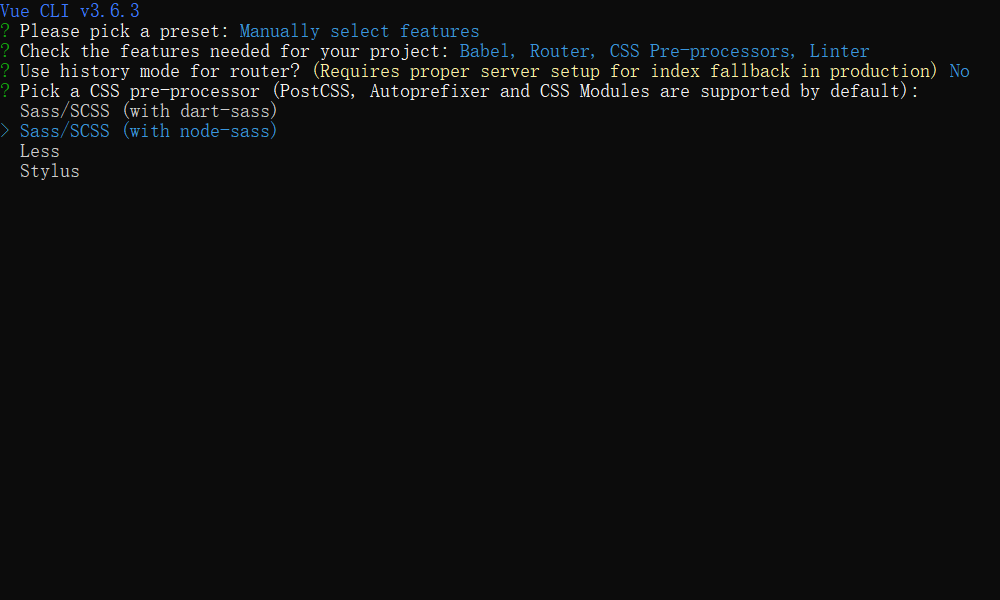 Vue CLI v3.6.3
? Please pick a preset: Manually select features
? Check the features needed for your project: Babel, Router, CSS Pre-processors, Linter
? Use history mode for router? (Requires proper server setup for index fallback in production) No
? Pick a CSS pre-processor (PostCSS, Autoprefixer and CSS Modules are supported by default):
  Sass/SCSS (with dart-sass)
> Sass/SCSS (with node-sass)
  Less
  Stylus